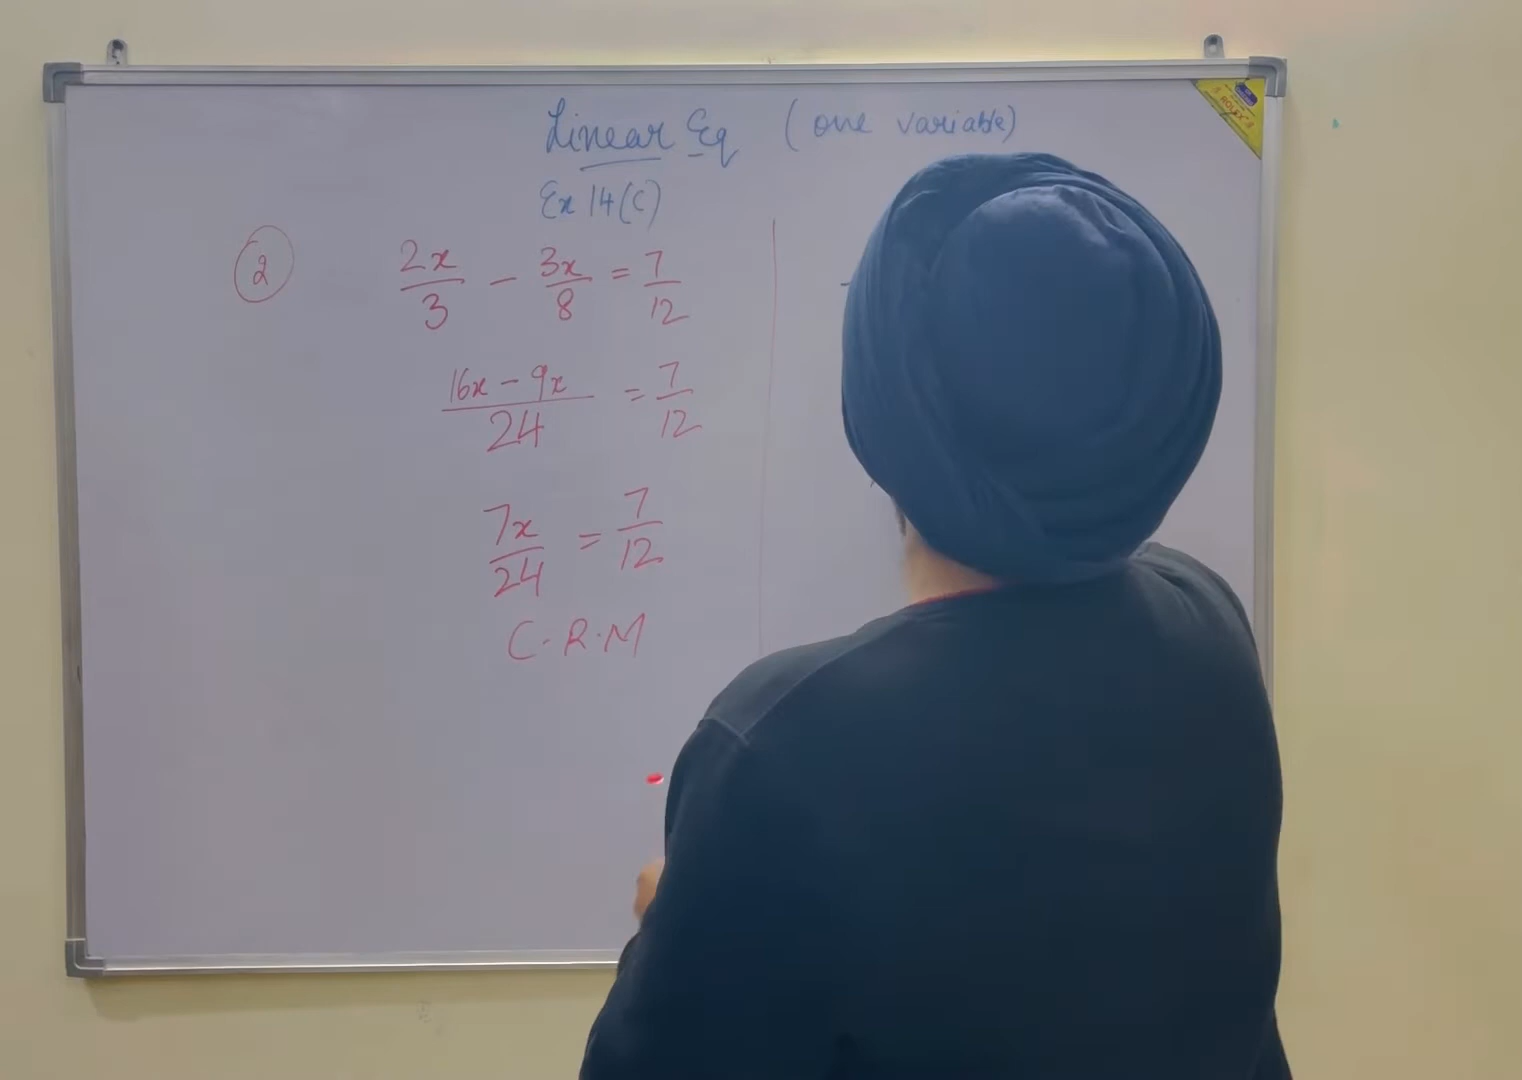 Linear Eq (one variable)
Ex 14(C)
2
2x/3 - 3x/8 = 7/12
16x - 9x/24 = 7/12
7x/24 = 7/12
C.R.M